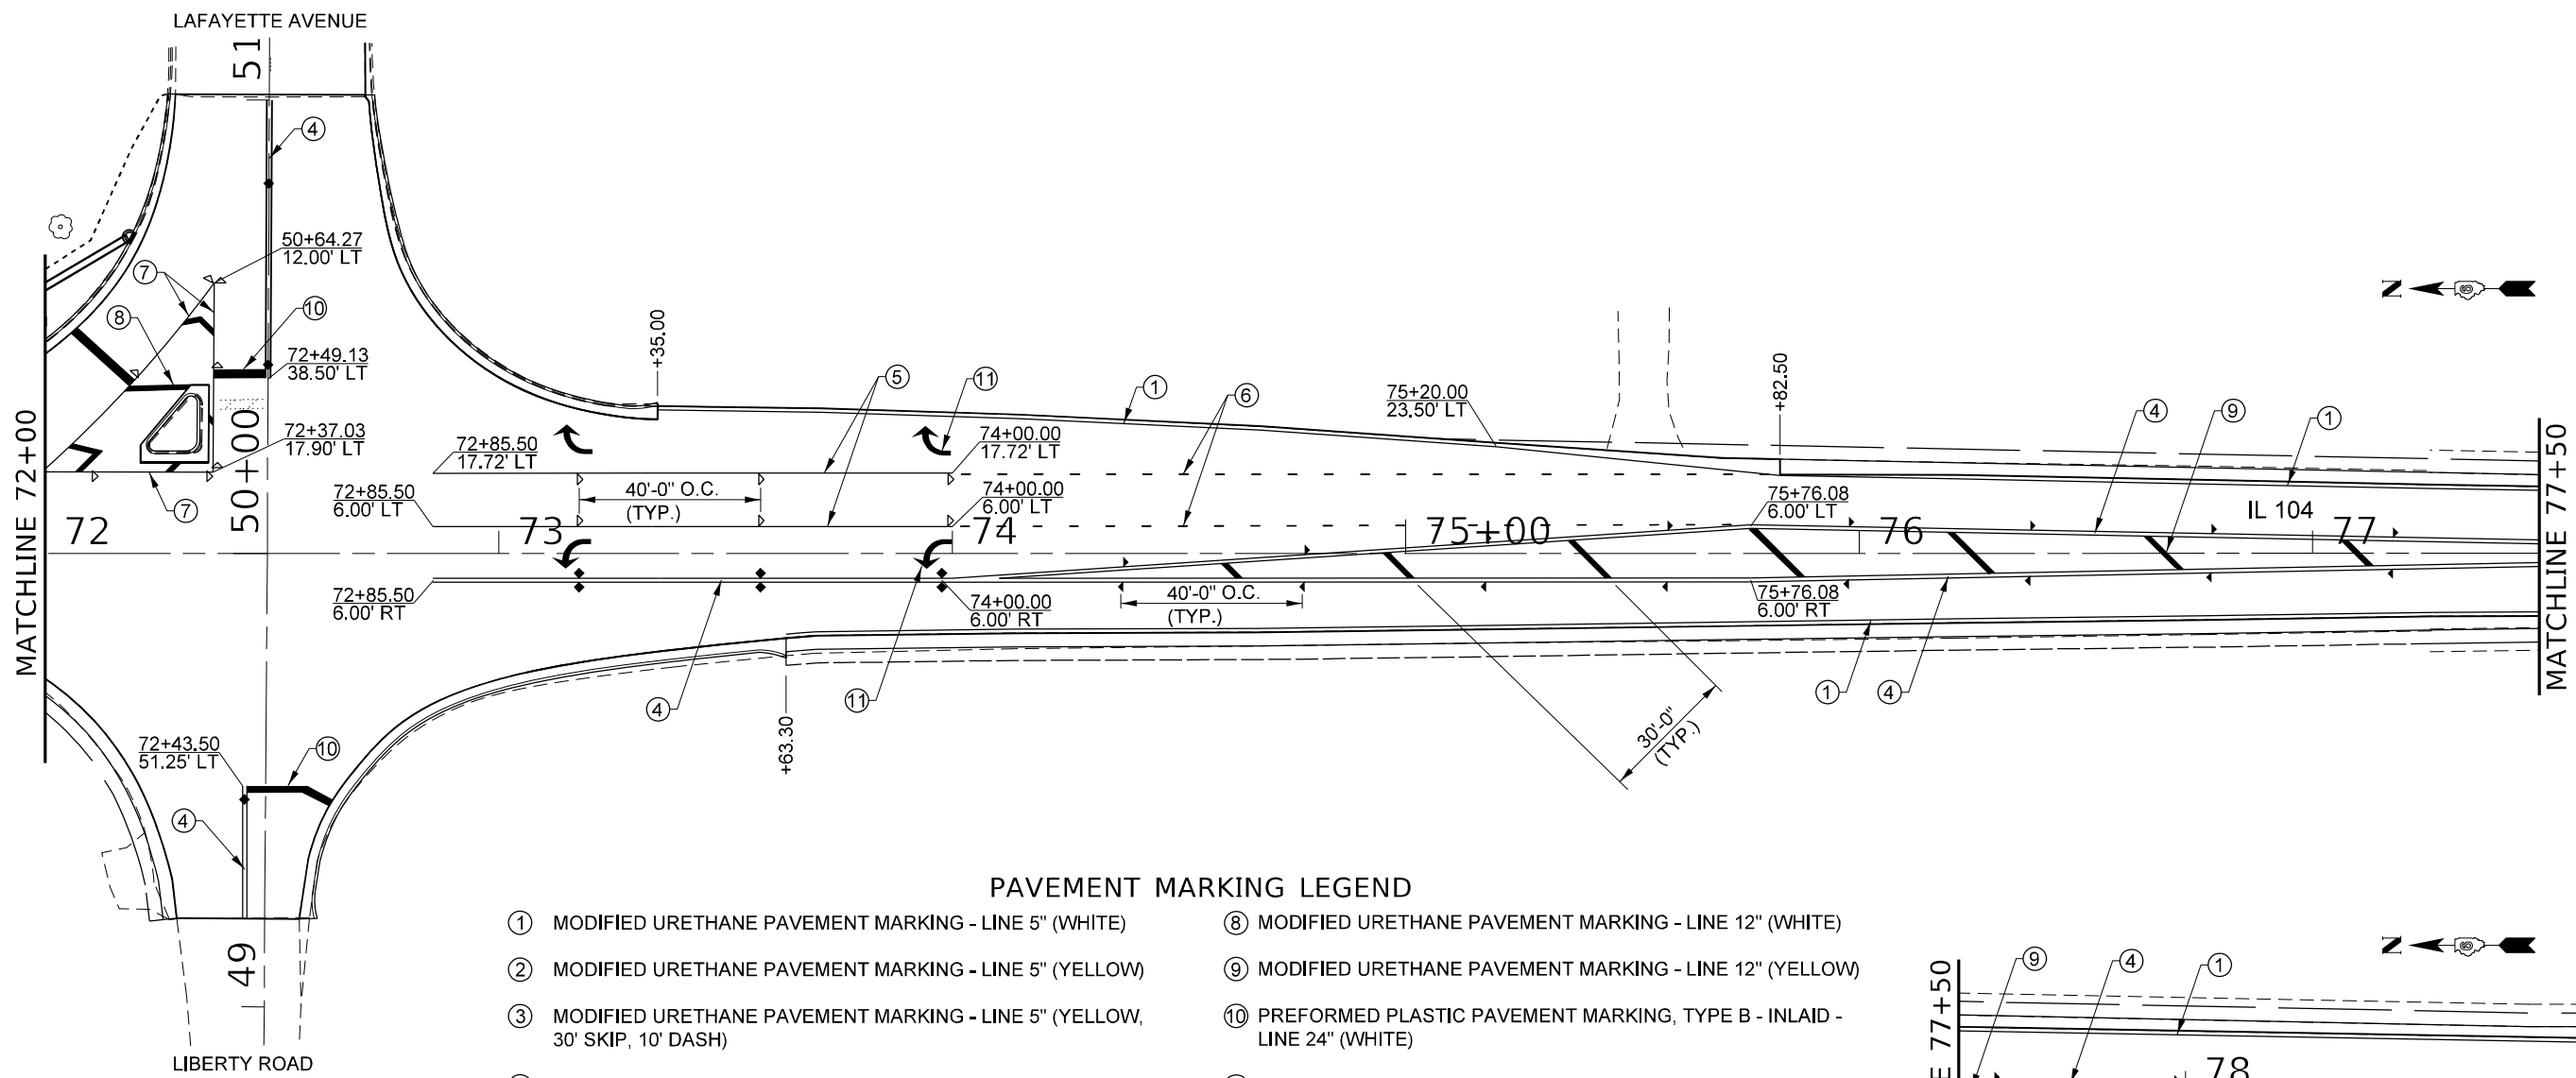 LAFAYETTE AVENUE
51
4
50+64.27
12.00' LT
7
8
10
72+49.13
38.50' LT
72+37.03
17.90' LT
7
MATCHLINE 72+00
72
50+00
+35.00
5
11
1
6
75+20.00
23.50' LT
+82.50
4
9
1
N
72+85.50
17.72' LT
74+00.00
17.72' LT
72+85.50
6.00' LT
40'-0" O.C.
(TYP.)
74+00.00
6.00' LT
75+76.08
6.00' LT
73
74
75+00
76
IL 104
77
MATCHLINE 77+50
72+85.50
6.00' RT
74+00.00
6.00' RT
40'-0" O.C.
(TYP.)
75+76.08
6.00' RT
4
11
+63.30
30'-0"
(TYP.)
1
4
72+43.50
51.25' LT
10
4
49
LIBERTY ROAD
PAVEMENT MARKING LEGEND
1 MODIFIED URETHANE PAVEMENT MARKING - LINE 5" (WHITE)
2 MODIFIED URETHANE PAVEMENT MARKING - LINE 5" (YELLOW)
3 MODIFIED URETHANE PAVEMENT MARKING - LINE 5" (YELLOW,
30' SKIP, 10' DASH)
8 MODIFIED URETHANE PAVEMENT MARKING - LINE 12" (WHITE)
9 MODIFIED URETHANE PAVEMENT MARKING - LINE 12" (YELLOW)
10 PREFORMED PLASTIC PAVEMENT MARKING, TYPE B - INLAID -
LINE 24" (WHITE)
N
9
4
1
E 77+50
78